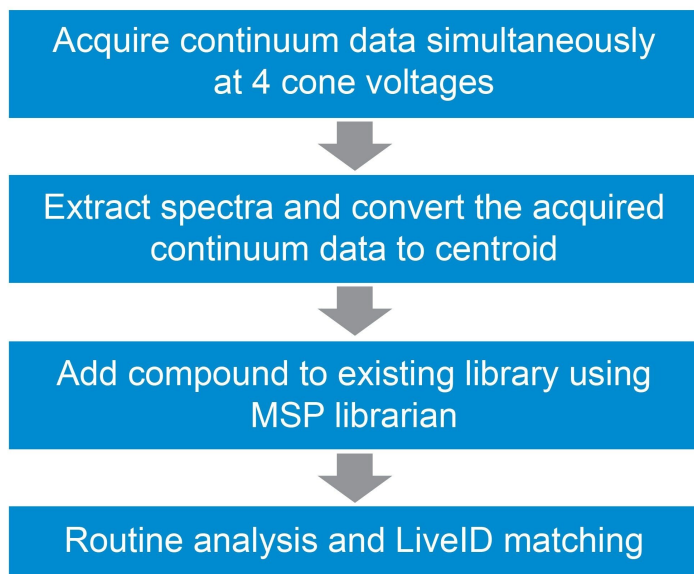 Acquire continuum data simultaneously
at 4 cone voltages
Extract spectra and convert the acquired
continuum data to centroid
Add compound to existing library using
MSP librarian
Routine analysis and LiveID matching